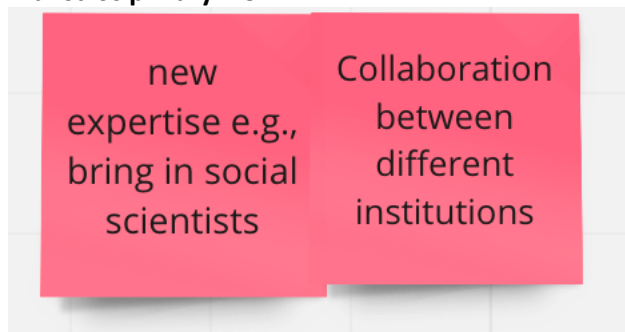 new
expertise e.g.,
bring in social
scientists
Collaboration
between
different
institutions